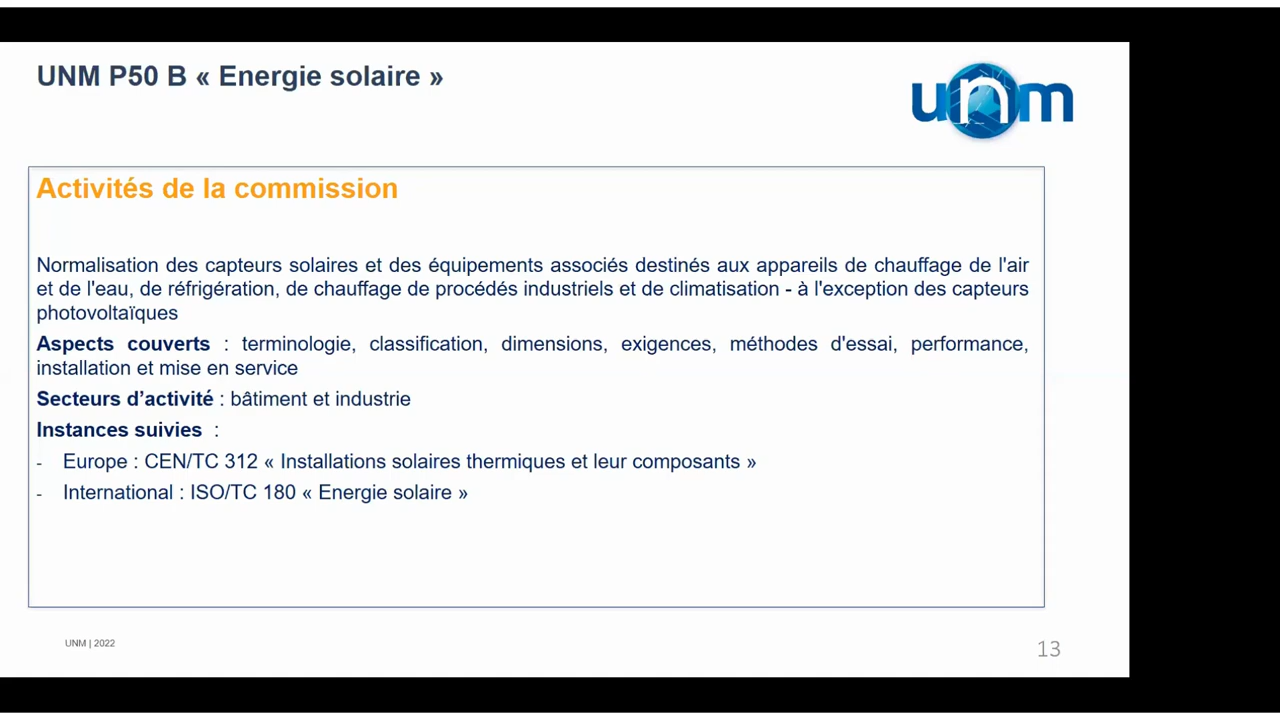 UNM P50 B « Energie solaire »
unm
Activités de la commission
Normalisation des capteurs solaires et des équipements associés destinés aux appareils de chauffage de l'air
et de l'eau, de réfrigération, de chauffage de procédés industriels et de climatisation - à l'exception des capteurs
photovoltaïques
Aspects couverts : terminologie, classification, dimensions, exigences, méthodes d'essai, performance,
installation et mise en service
Secteurs d’activité : bâtiment et industrie
Instances suivies :
- Europe : CEN/TC 312 « Installations solaires thermiques et leur composants »
- International : ISO/TC 180 « Energie solaire »
UNM | 2022
13